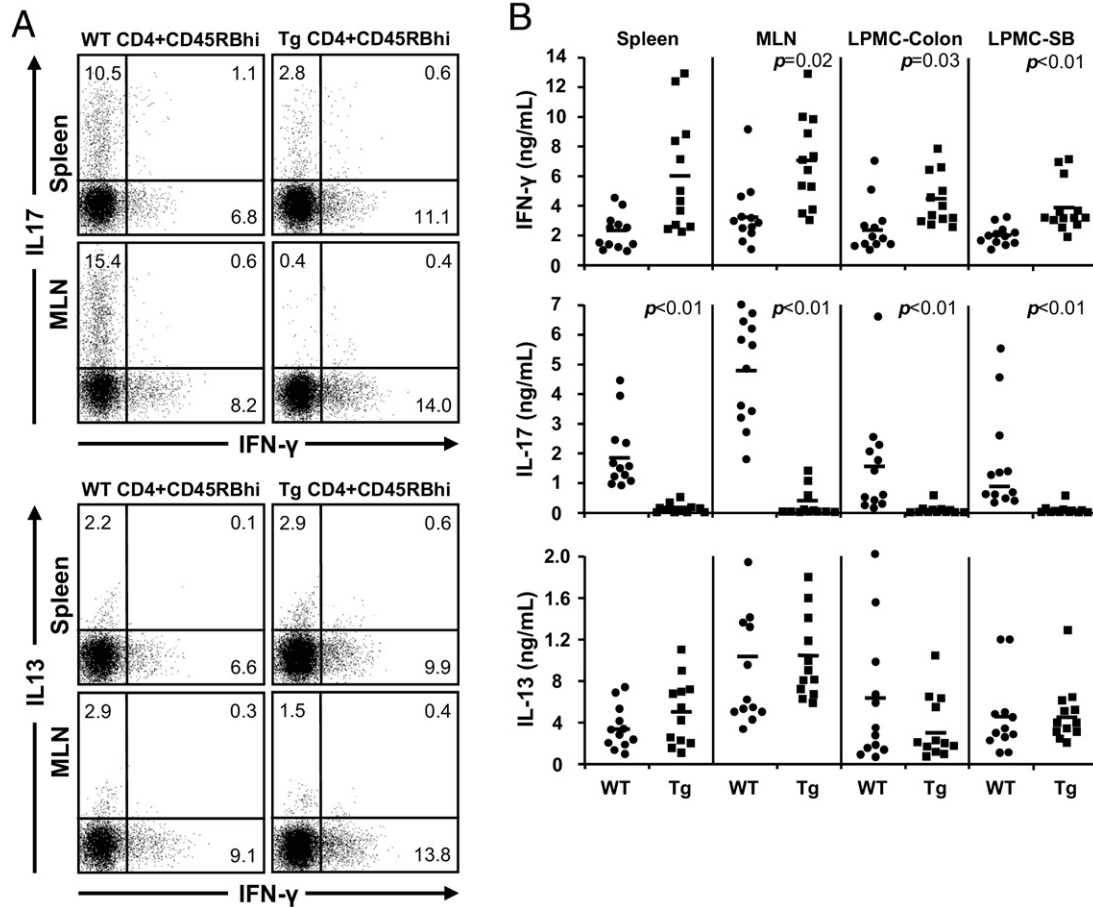 A
WT CD4+CD45RBhi Tg CD4+CD45RBhi
IL17
Spleen
10.5 1.1 2.8 0.6
6.8 11.1
MLN
15.4 0.6 0.4 0.4
8.2 14.0
IFN-γ
WT CD4+CD45RBhi Tg CD4+CD45RBhi
IL13
Spleen
2.2 0.1 2.9 0.6
6.6 9.9
MLN
2.9 0.3 1.5 0.4
9.1 13.8
IFN-γ
B
Spleen MLN LPMC-Colon LPMC-SB
p=0.02 p=0.03 p<0.01
IFN-γ (ng/mL)
14
12
10
8
6
4
2
0
p<0.01 p<0.01 p<0.01 p<0.01
IL-17 (ng/mL)
7
6
5
4
3
2
1
0
IL-13 (ng/mL)
2.0
1.6
1.2
8
4
0
WT Tg WT Tg WT Tg WT Tg